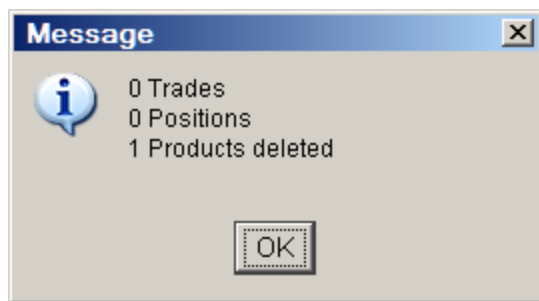 Message
0 Trades
0 Positions
1 Products deleted
OK